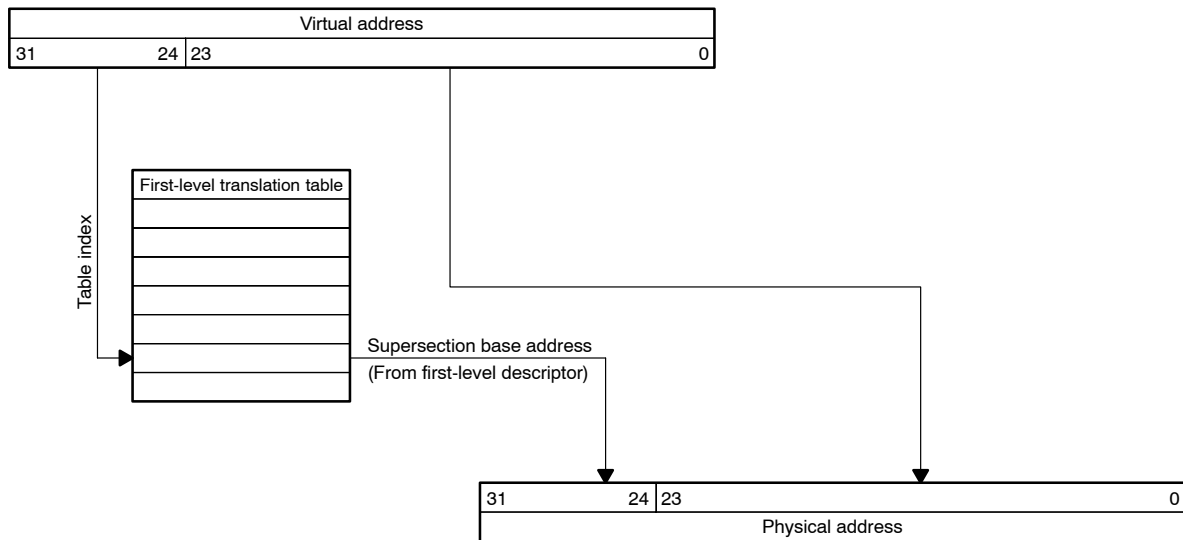 Virtual address
31 24 23 0
First-level translation table
Table index
Supersection base address
(From first-level descriptor)
31 24 23 0
Physical address